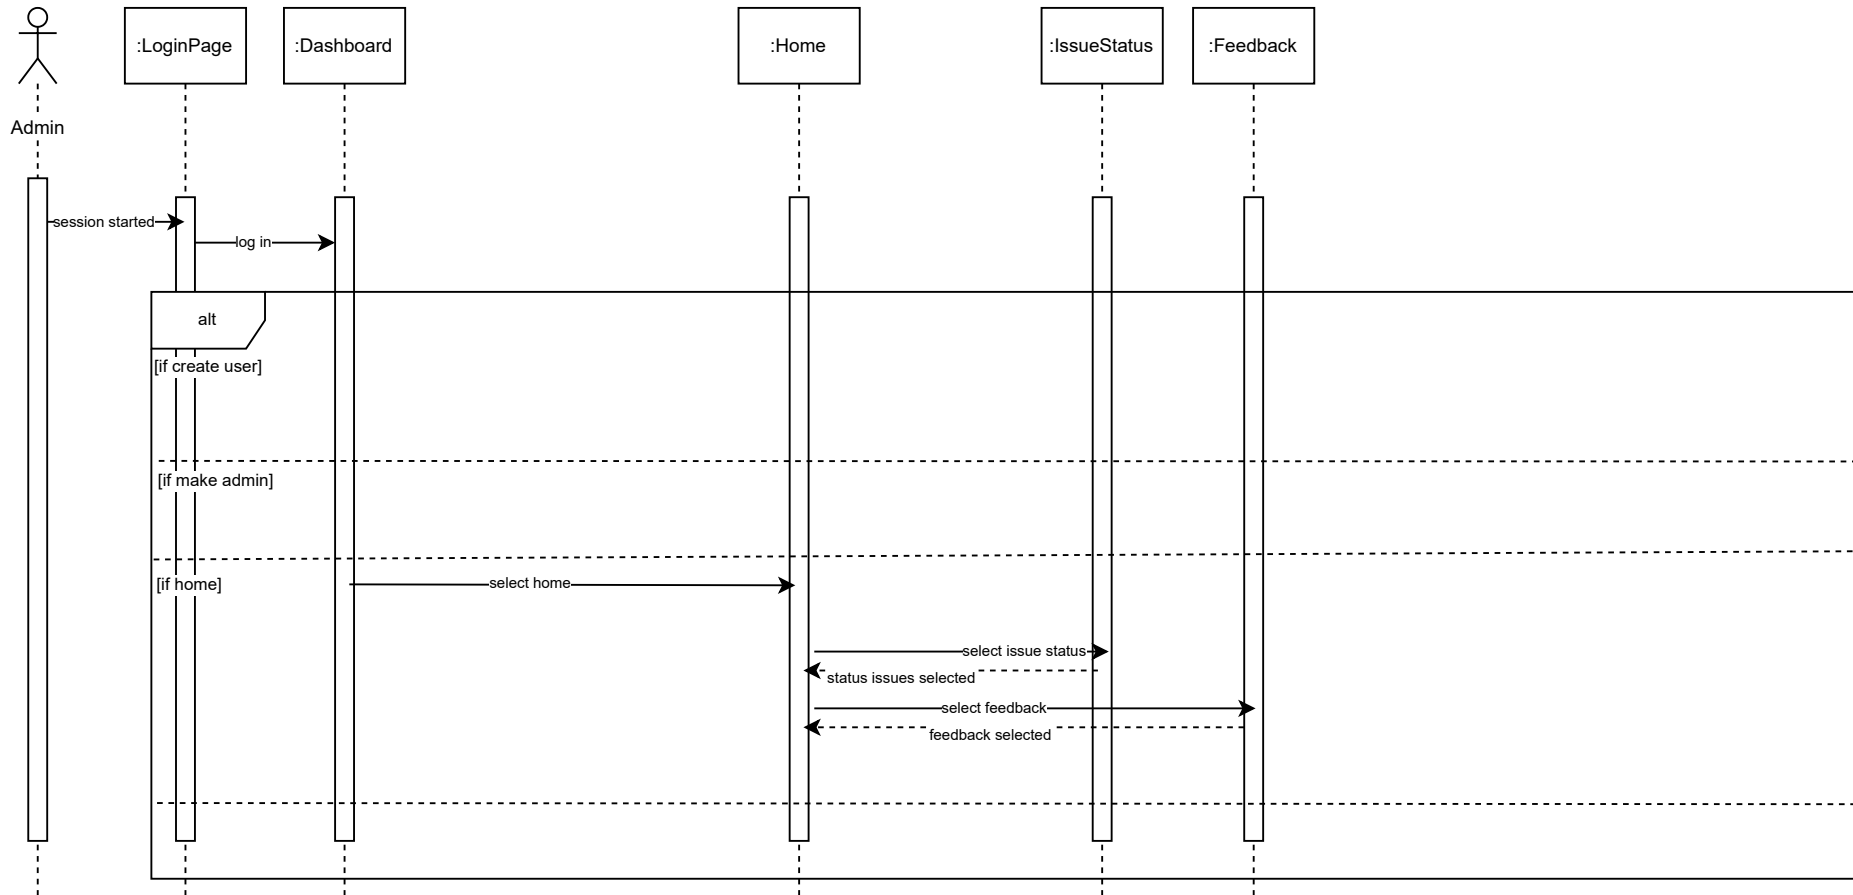 :LoginPage
:Dashboard
:Home
:IssueStatus
:Feedback
Admin
session started
log in
alt
[if create user]
[if make admin]
[if home]
select home
select issue status
status issues selected
select feedback
feedback selected